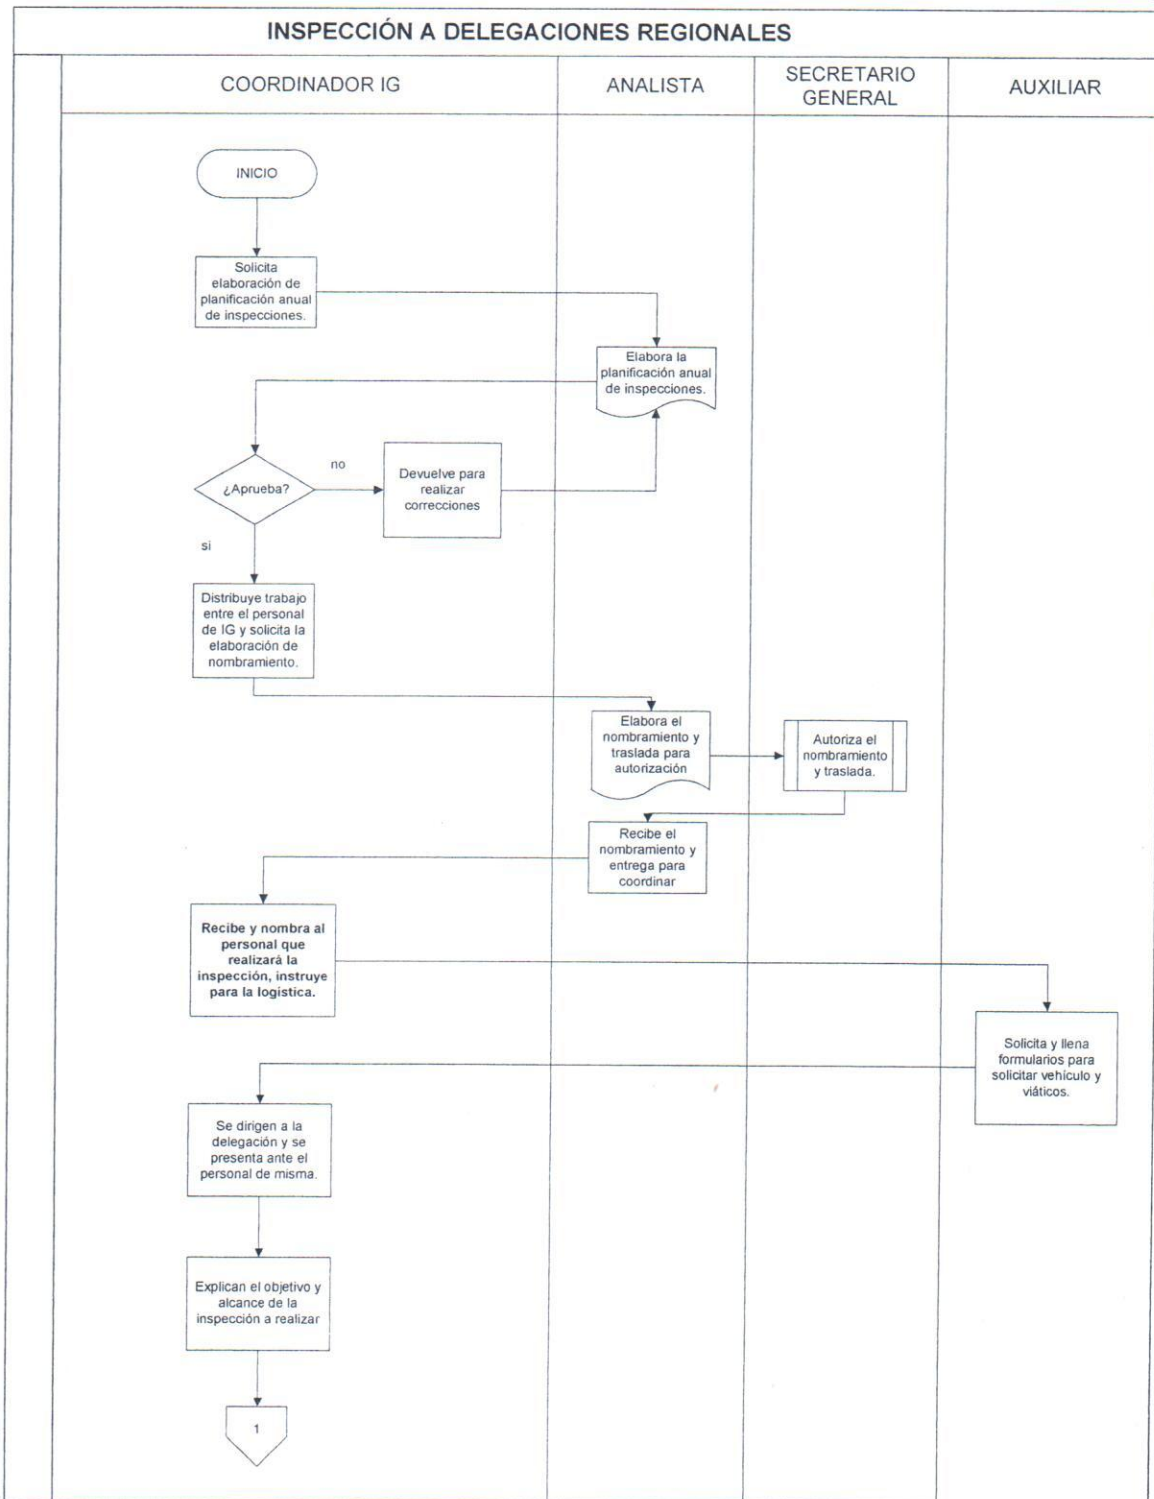 INSPECCIÓN A DELEGACIONES REGIONALES
COORDINADOR IG
ANALISTA
SECRETARIO
GENERAL
AUXILIAR
INICIO
Solicita
elaboración de
planificación anual
de inspecciones.
Elabora la
planificación anual
de inspecciones.
¿Aprueba?
no
Devuelve para
realizar
correcciones
si
Distribuye trabajo
entre el personal
de IG y solicita la
elaboración de
nombramiento.
Elabora el
nombramiento y
traslada para
autorización
Autoriza el
nombramiento
y traslada.
Recibe el
nombramiento y
entrega para
coordinar
Recibe y nombra al
personal que
realizará la
inspección, instruye
para la logística.
Solicita y llena
formularios para
solicitar vehículo y
viáticos.
Se dirigen a la
delegación y se
presenta ante el
personal de misma.
Explican el objetivo y
alcance de la
inspección a realizar
1